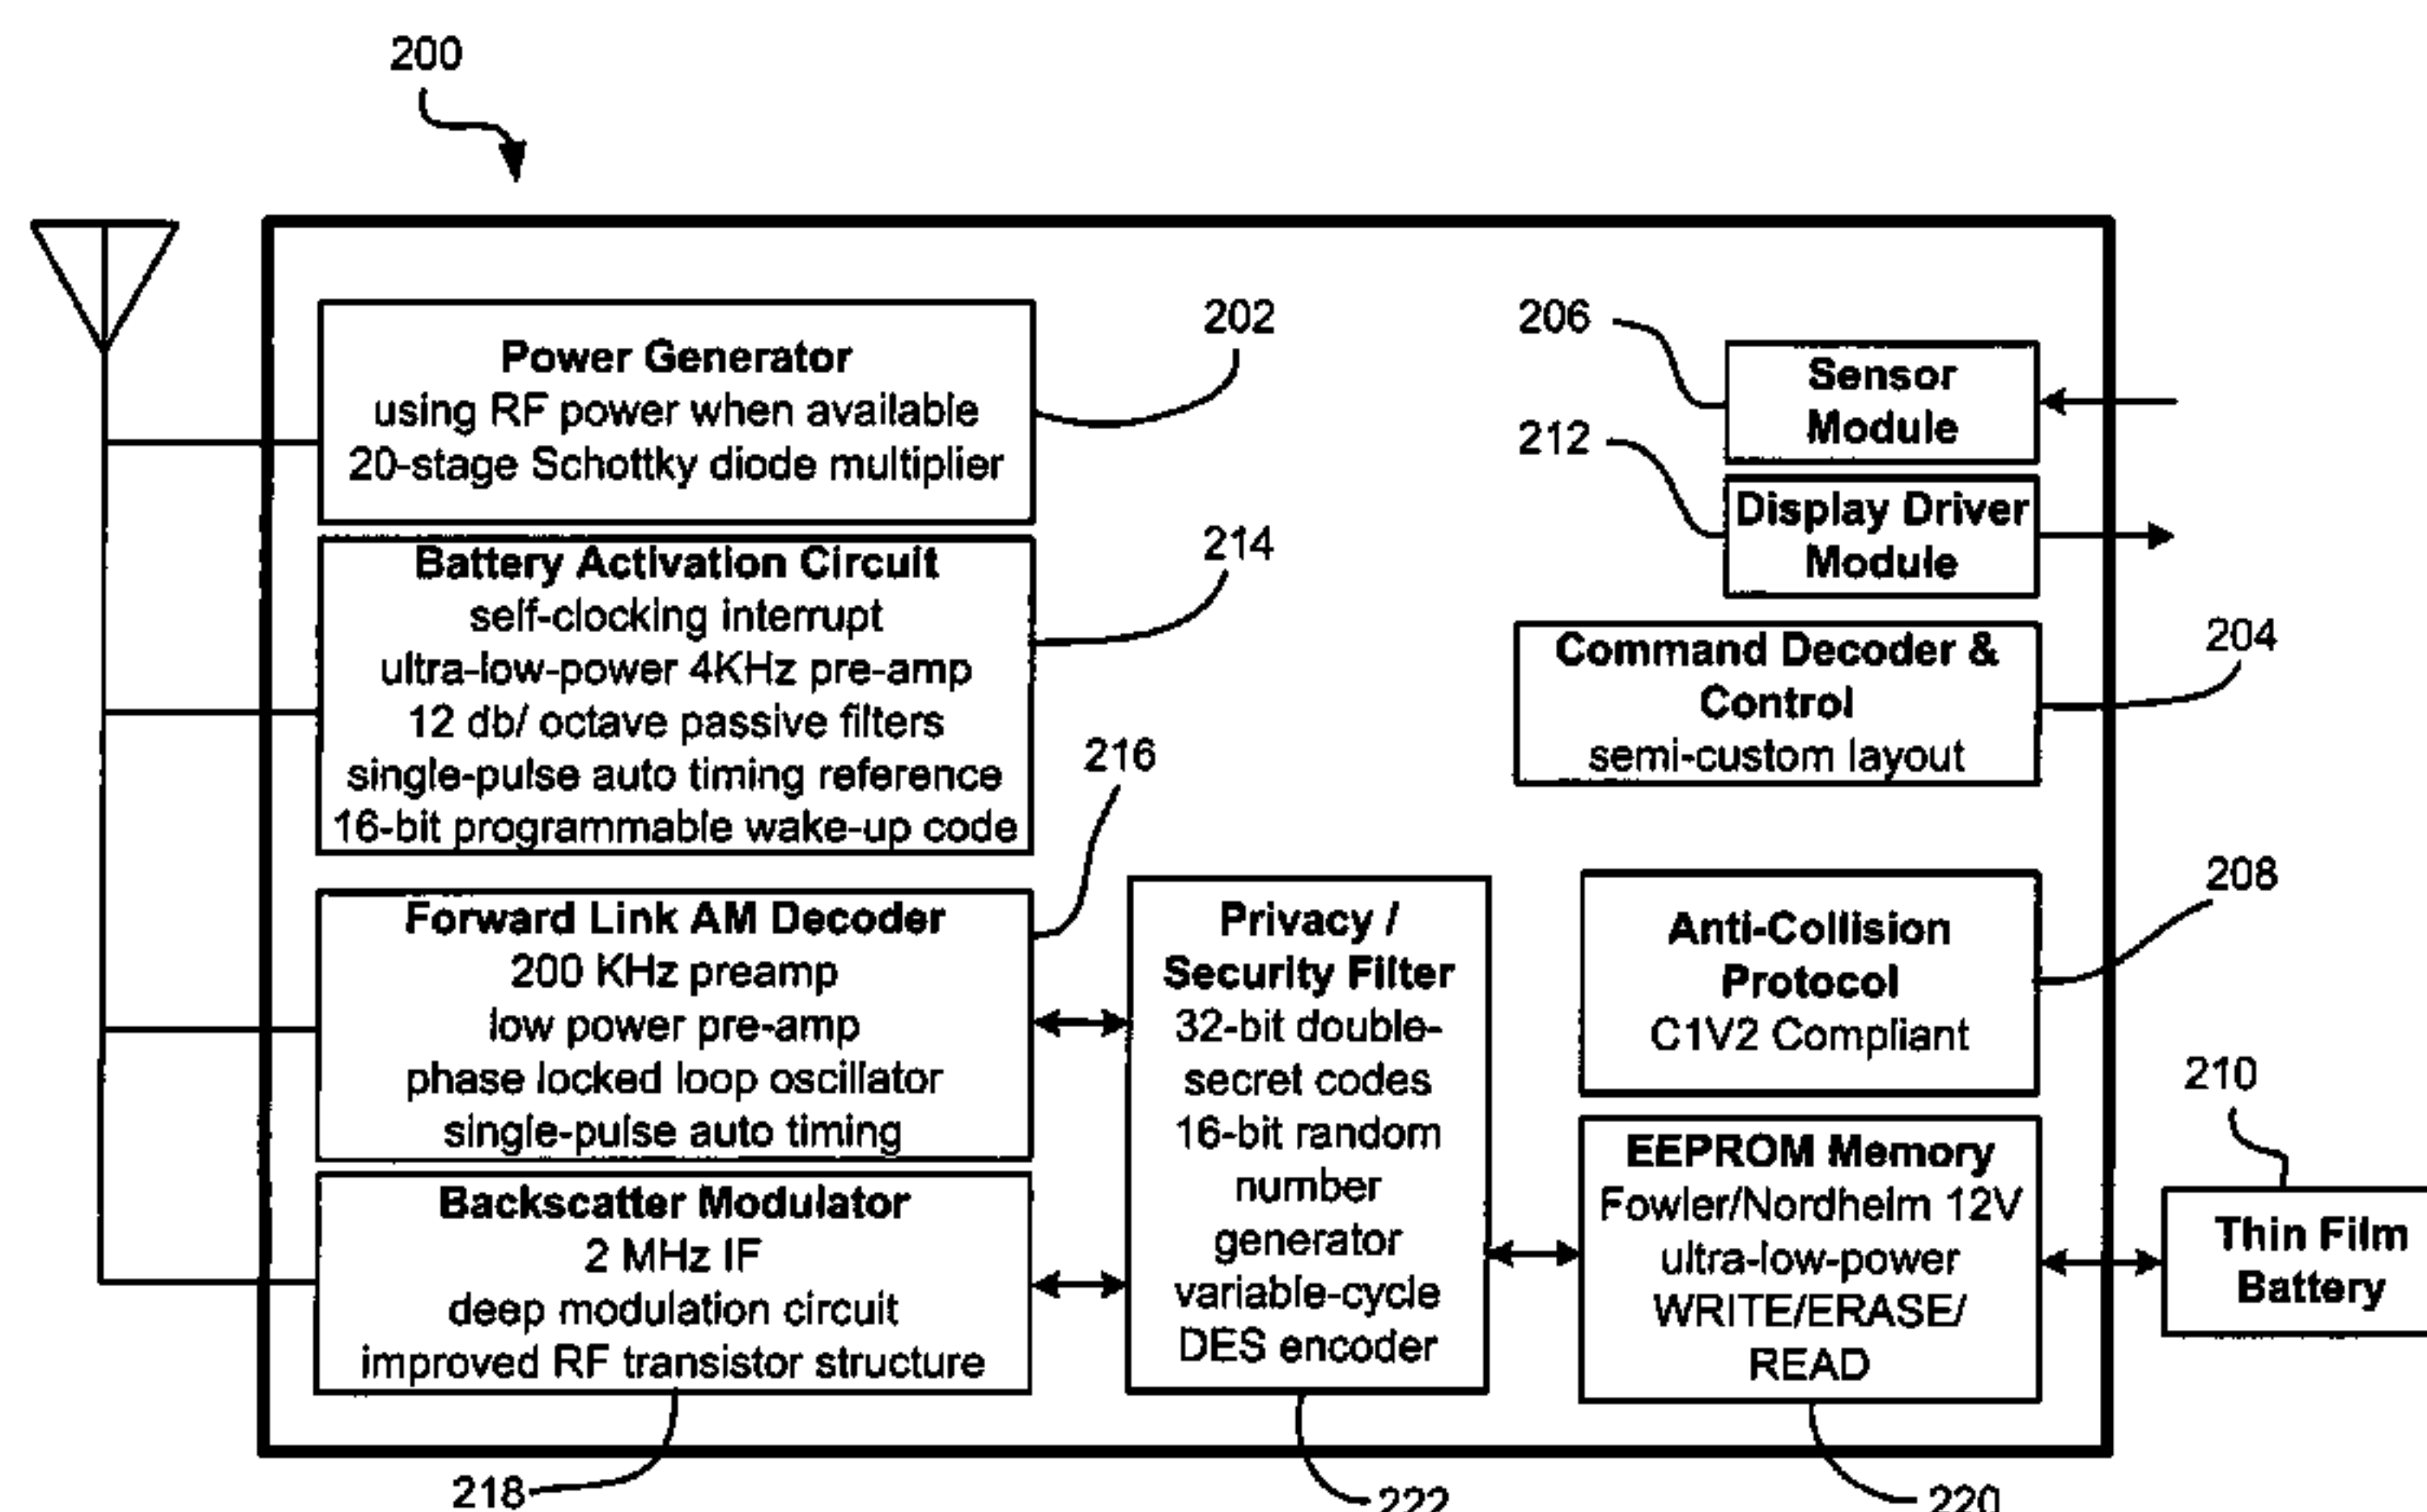 200
Power Generator
using RF power when available
20-stage Schottky diode multiplier
202
Battery Activation Circuit
self-clocking interrupt
ultra-low-power 4KHz pre-amp
12 db/ octave passive filters
single-pulse auto timing reference
16-bit programmable wake-up code
214
Forward Link AM Decoder
200 KHz preamp
low power pre-amp
phase locked loop oscillator
single-pulse auto timing
216
Backscatter Modulator
2 MHz IF
deep modulation circuit
improved RF transistor structure
218
Privacy /
Security Filter
32-bit double-
secret codes
16-bit random
number
generator
variable-cycle
DES encoder
222
206
Sensor
Module
212
Display Driver
Module
Command Decoder &
Control
semi-custom layout
204
Anti-Collision
Protocol
C1V2 Compliant
208
EEPROM Memory
Fowler/Nordhelm 12V
ultra-low-power
WRITE/ERASE/
READ
220
210
Thin Film
Battery